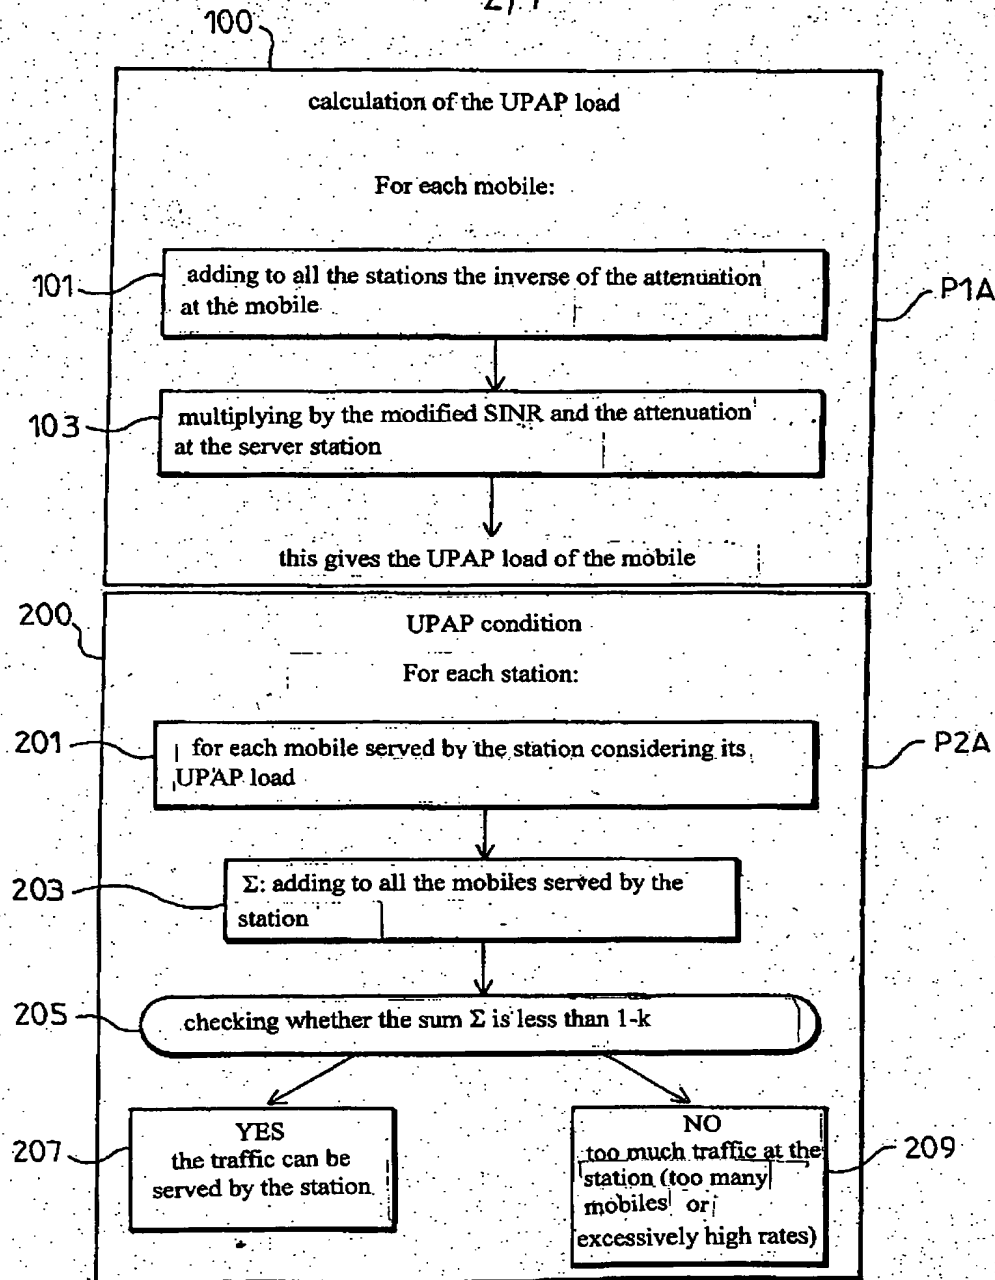 100
calculation of the UPAP load
For each mobile:
101
adding to all the stations the inverse of the attenuation
at the mobile
P1A
103
multiplying by the modified SINR and the attenuation
at the server station
this gives the UPAP load of the mobile
200
UPAP condition
For each station:
201
for each mobile served by the station considering its
UPAP load
P2A
203
Σ: adding to all the mobiles served by the
station
205
checking whether the sum Σ is less than 1-k
207
YES
the traffic can be
served by the station
NO
too much traffic at the
station (too many
mobiles or
excessively high rates)
209